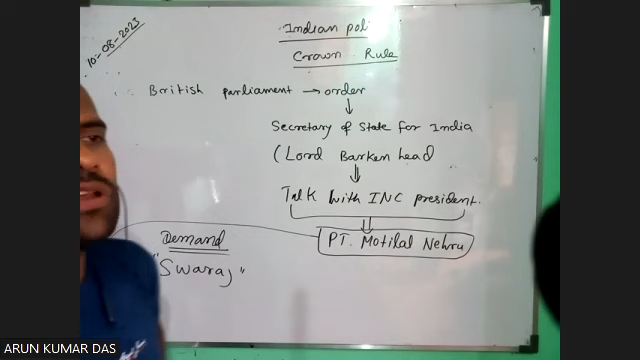 10-08-2023
Indian poli
Crown Rule
British parliament → order
Secretary of State for India
(Lord Barken head
Talk with INC president.
PT. Motilal Nehru
Demand
"Swaraj"
ARUN KUMAR DAS